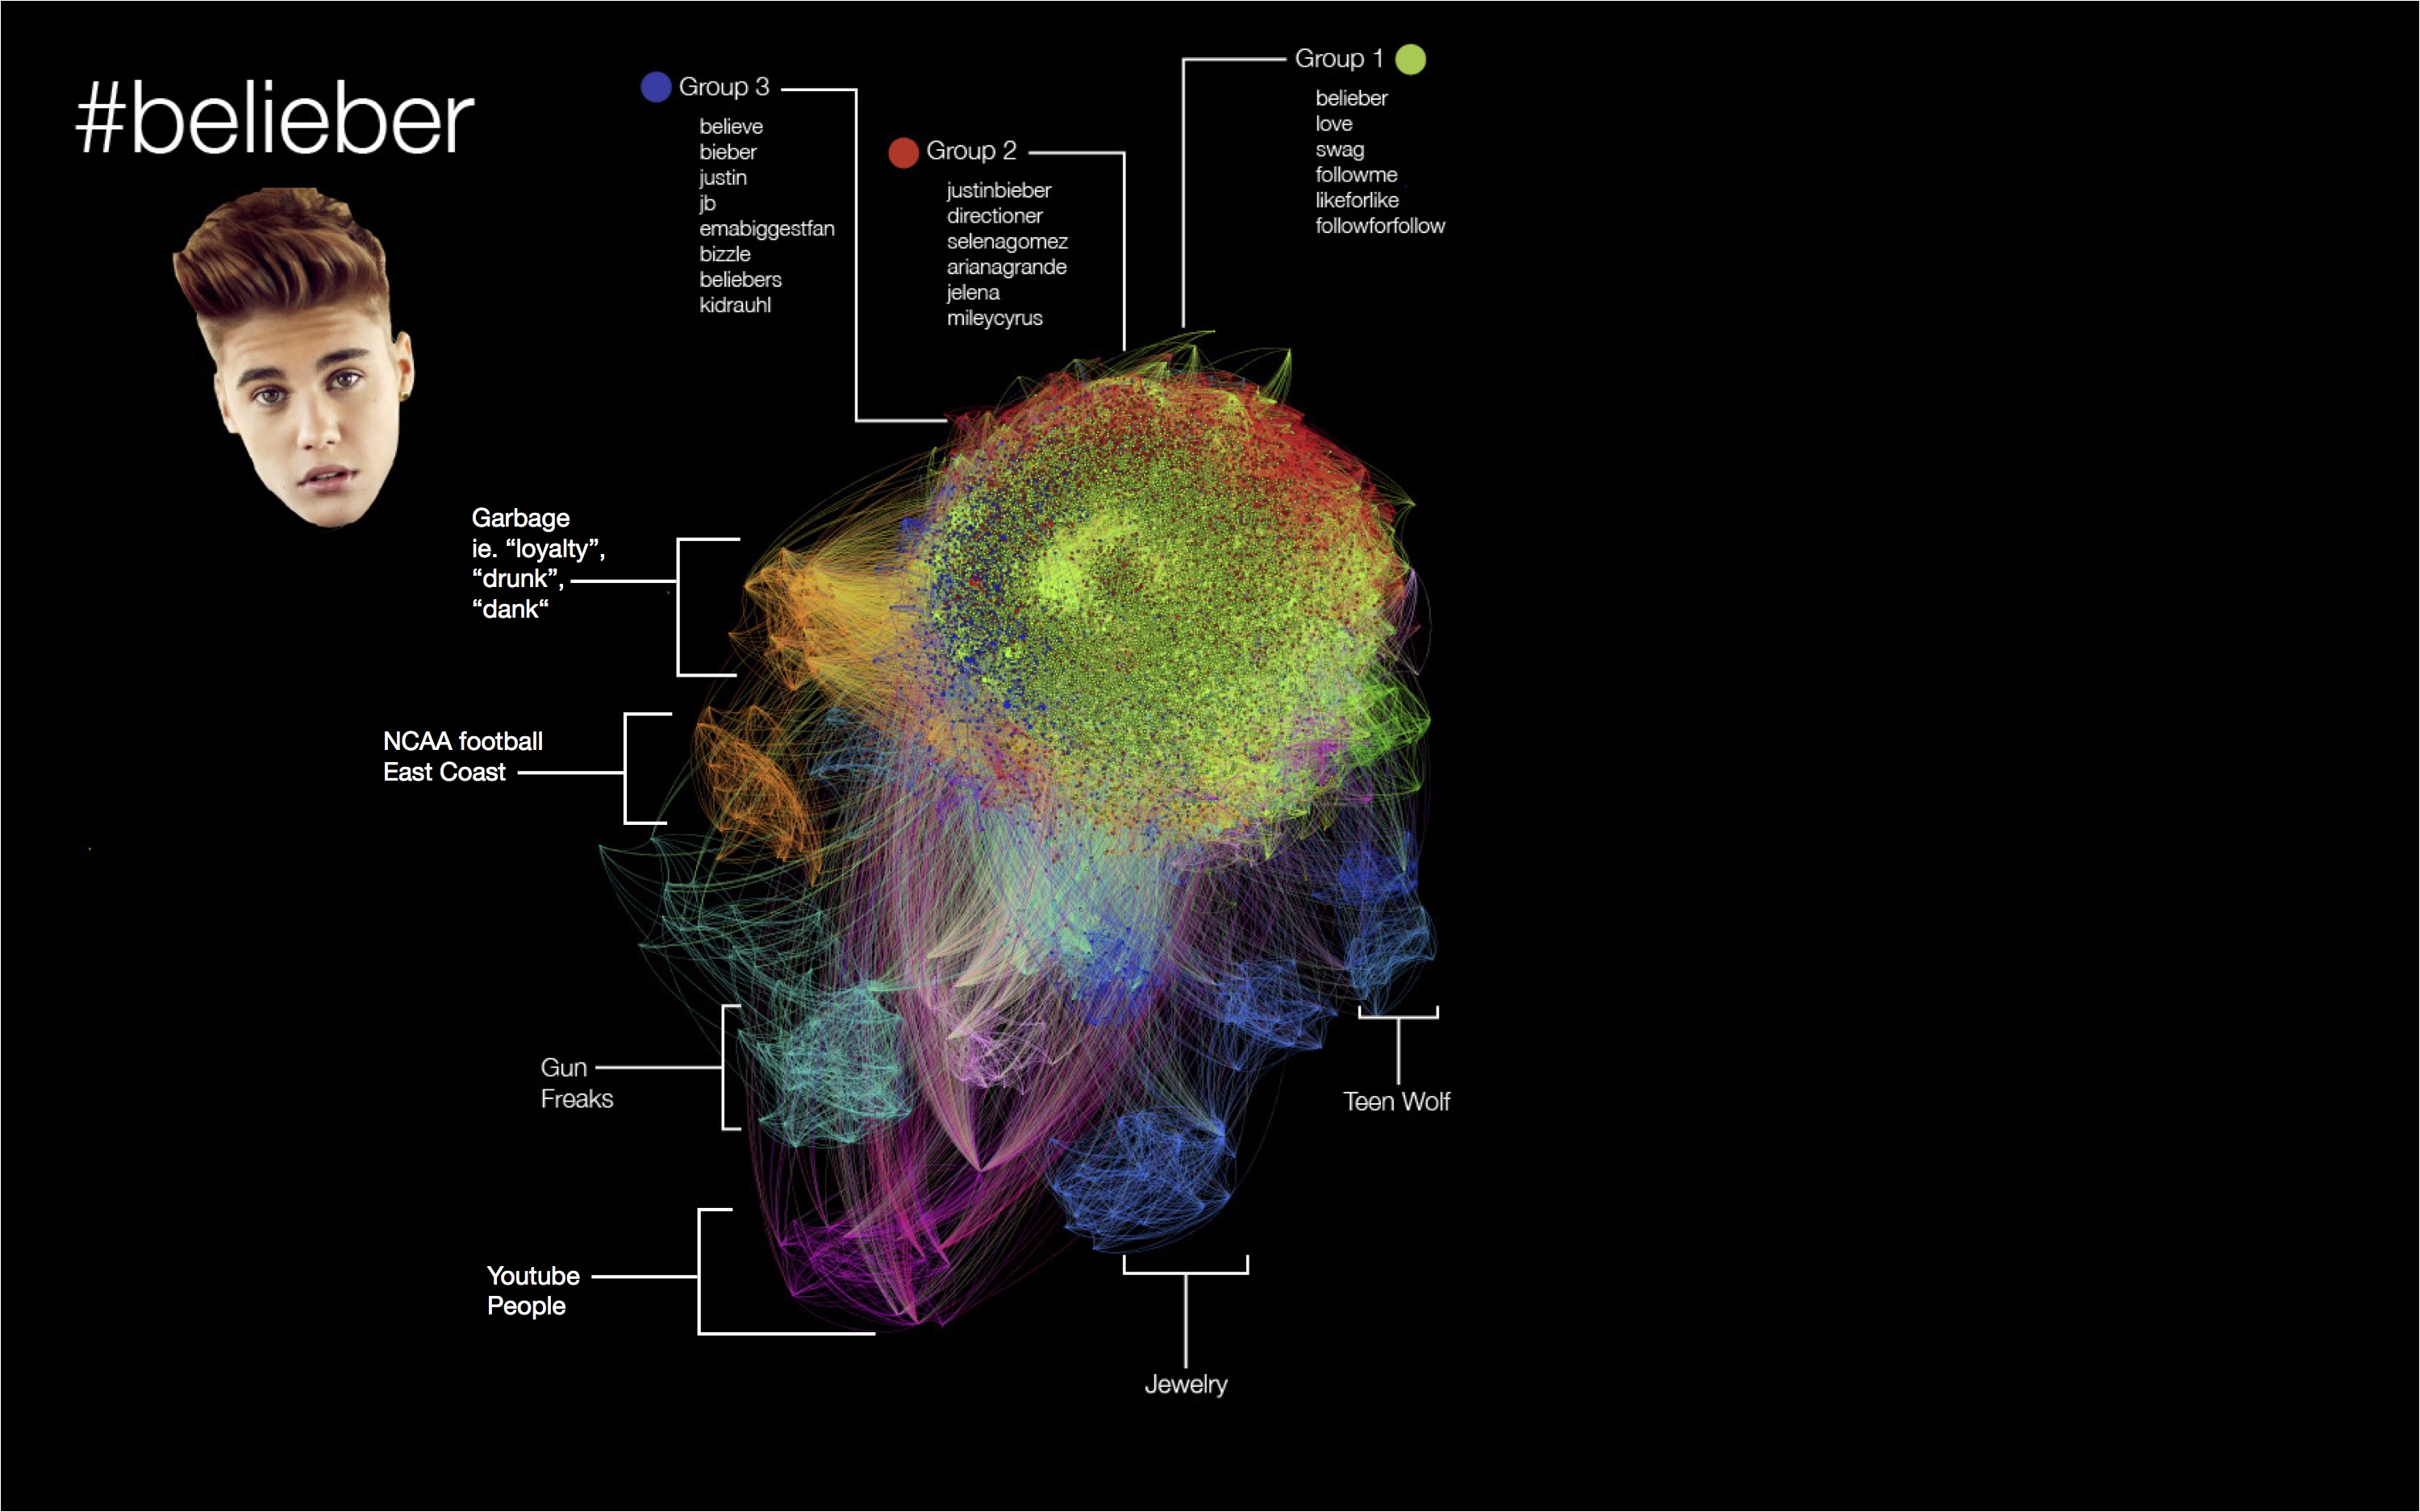 #belieber
Group 3
believe
bieber
justin
jb
emabiggestfan
bizzle
beliebers
kidrauhl
Group 2
justinbieber
directioner
selenagomez
arianagrande
jelena
mileycyrus
Group 1
belieber
love
swag
followme
likeforlike
followforfollow
Garbage
ie. “loyalty”,
“drunk”,
“dank“
NCAA football
East Coast
Gun
Freaks
Youtube
People
Jewelry
Teen Wolf